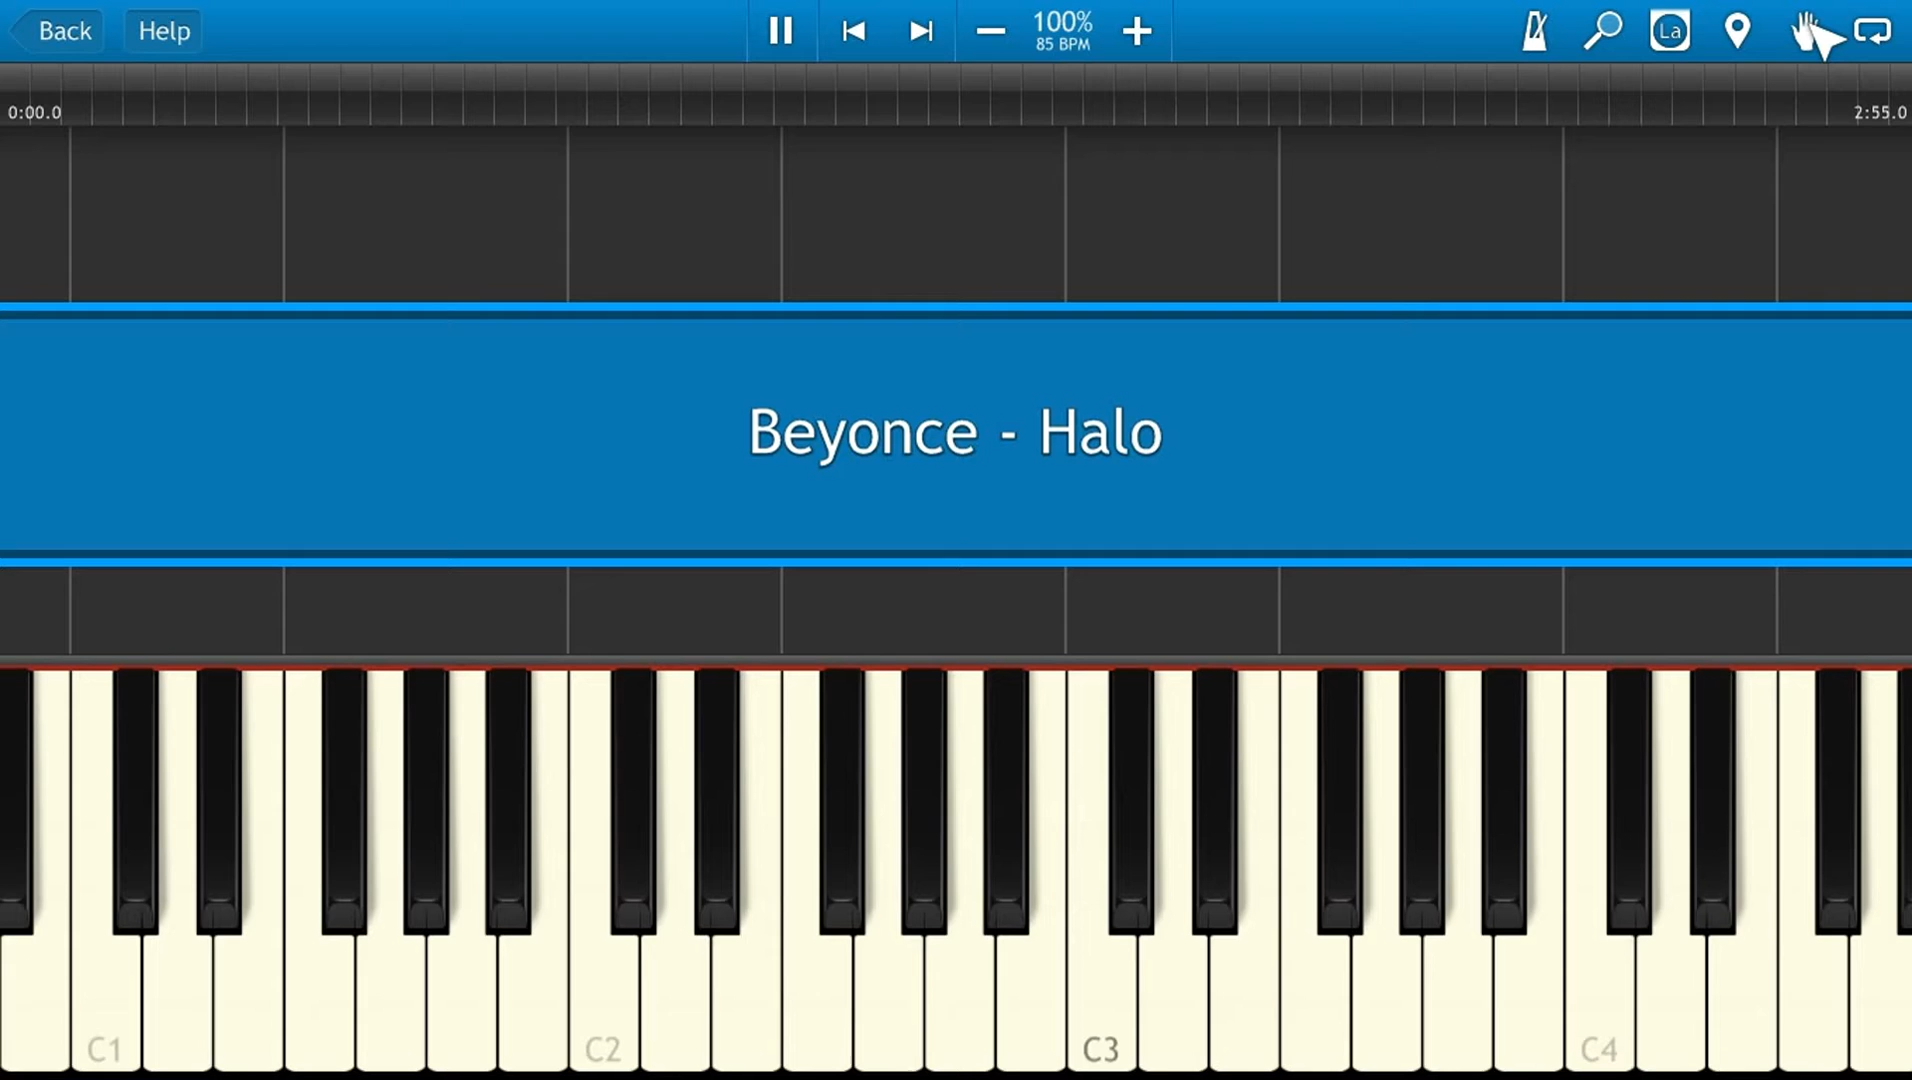 Back
Help
100%
85 BPM
La
0:00.0
2:55.0
Beyonce - Halo
C1
C2
C3
C4